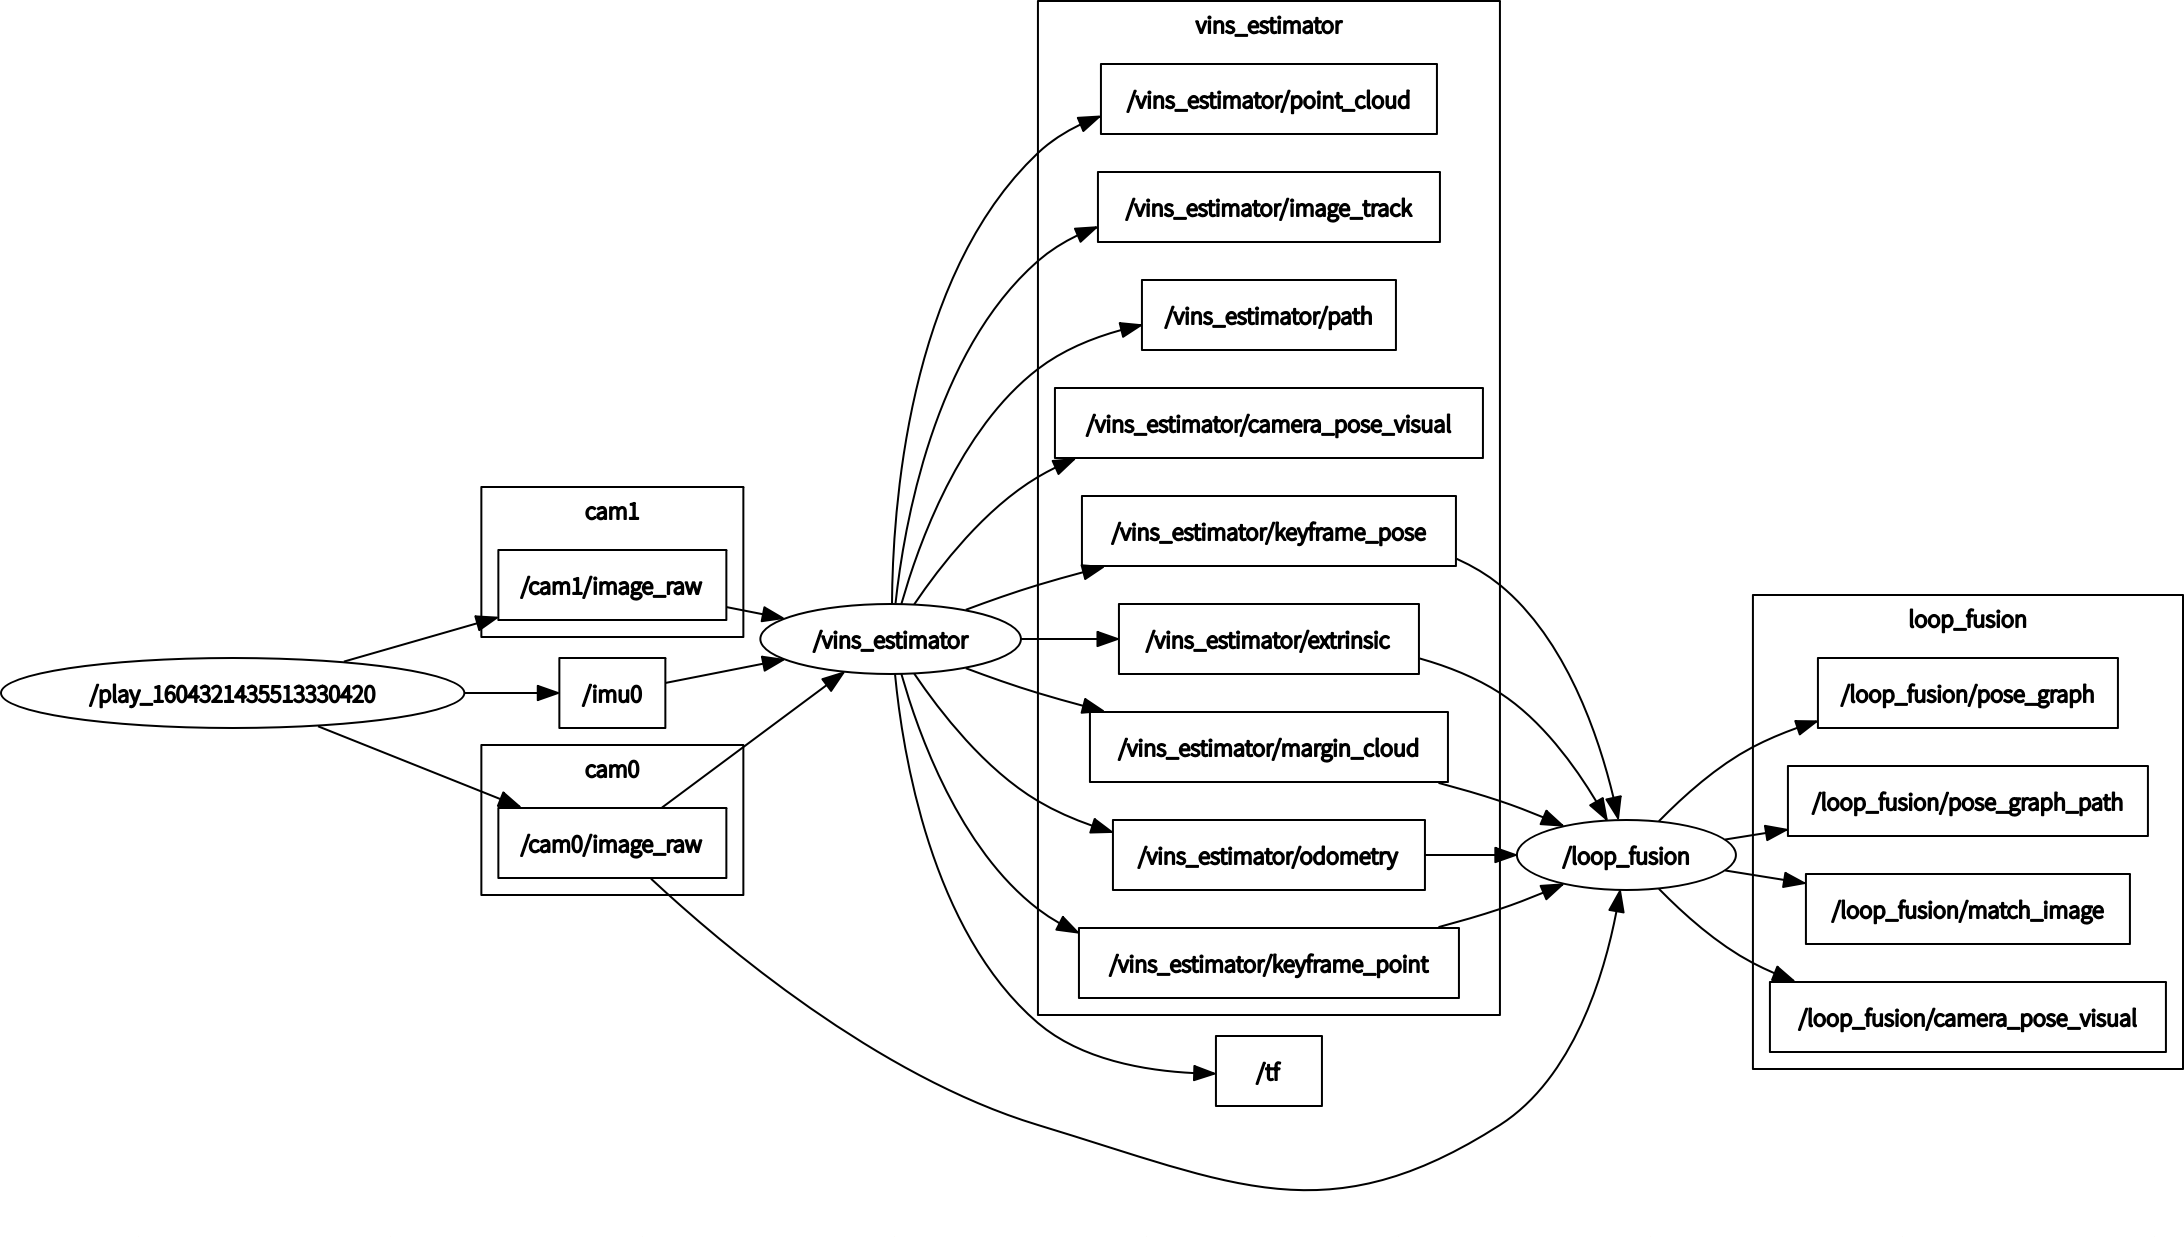 /play_1604321435513330420
cam1
/cam1/image_raw
/imu0
cam0
/cam0/image_raw
/vins_estimator
vins_estimator
/vins_estimator/point_cloud
/vins_estimator/image_track
/vins_estimator/path
/vins_estimator/camera_pose_visual
/vins_estimator/keyframe_pose
/vins_estimator/extrinsic
/vins_estimator/margin_cloud
/vins_estimator/odometry
/vins_estimator/keyframe_point
/tf
/loop_fusion
loop_fusion
/loop_fusion/pose_graph
/loop_fusion/pose_graph_path
/loop_fusion/match_image
/loop_fusion/camera_pose_visual